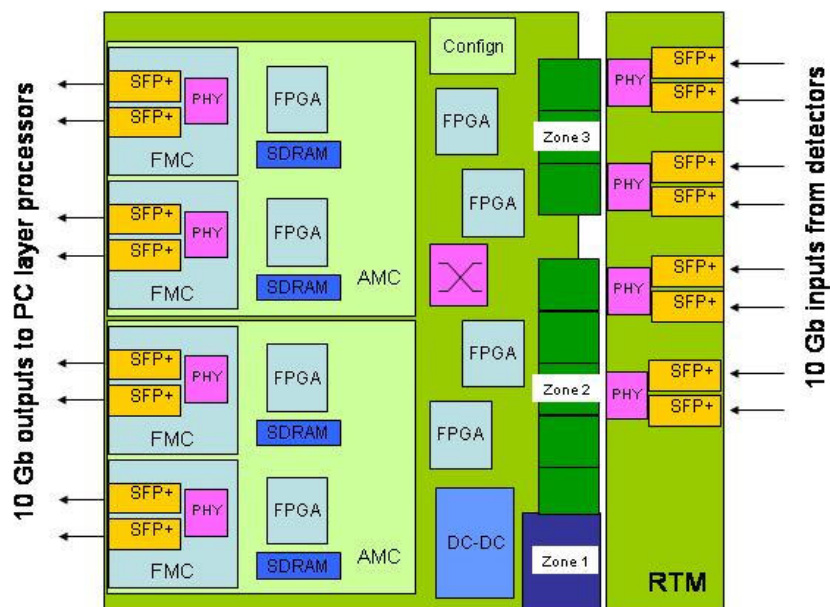 10 Gb outputs to PC layer processors
SFP+
SFP+
PHY
FMC
FPGA
SDRAM
SFP+
SFP+
PHY
FMC
FPGA
SDRAM
AMC
SFP+
SFP+
PHY
FMC
FPGA
SDRAM
SFP+
SFP+
PHY
FMC
FPGA
SDRAM
AMC
Confign
FPGA
FPGA
FPGA
FPGA
DC-DC
Zone 3
Zone 2
Zone 1
PHY
SFP+
SFP+
PHY
SFP+
SFP+
PHY
SFP+
SFP+
PHY
SFP+
SFP+
RTM
10 Gb inputs from detectors